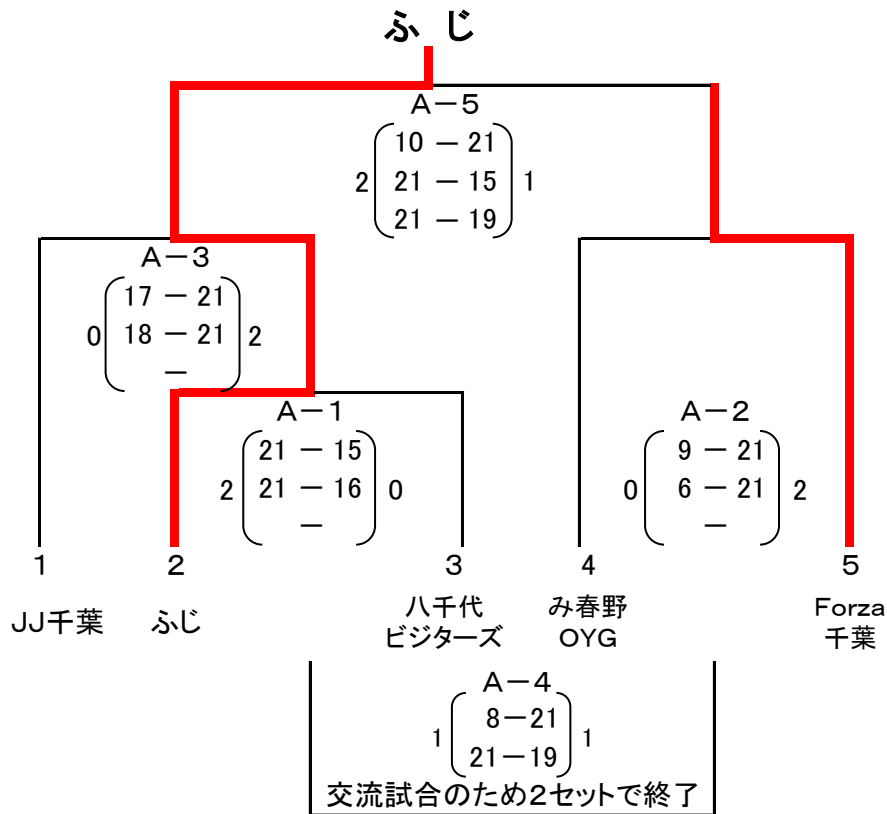 ふ じ
A－5
10 － 21
2 21 － 15 1
21 － 19
A－3
17 － 21
0 18 － 21 2
－
A－1
21 － 15
2 21 － 16 0
－
A－2
9 － 21
0 6 － 21 2
－
1 2 3 4 5
JJ千葉 ふじ 八千代 み春野 Forza
ビジターズ OYG 千葉
A－4
8－21
1 21－19 1
交流試合のため2セットで終了